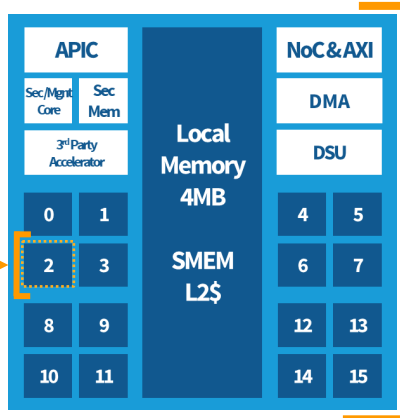 APIC
NoC & AXI
Sec/Mgnt
Core
Sec
Mem
DMA
3rd Party
Accelerator
DSU
Local
Memory
4MB
SMEM
L2$
0 1
4 5
2 3
6 7
8 9
12 13
10 11
14 15